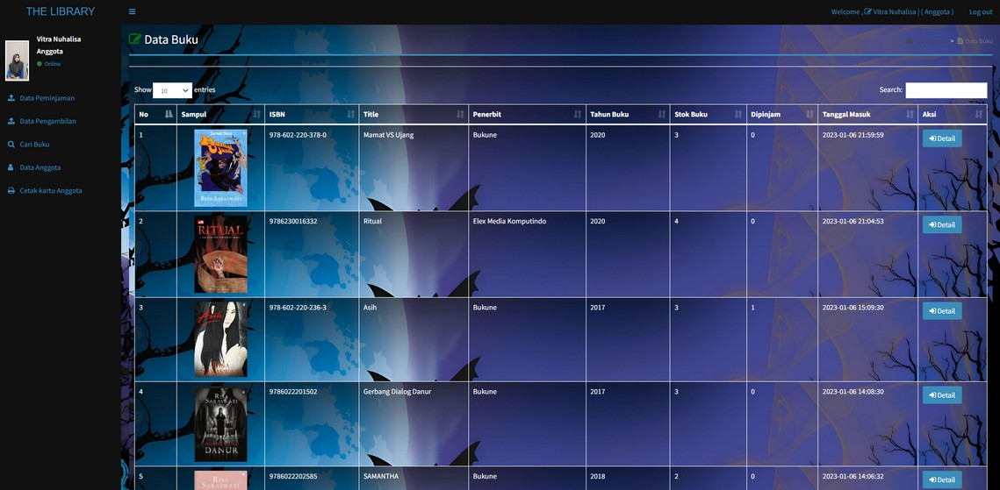 THE LIBRARY
Welcome , Vitra Nuhalisa | ( Anggota )
Log out
Vitra Nuhalisa
Anggota
Online
Data Peminjaman
Data Pengambilan
Cari Buku
Data Anggota
Cetak kartu Anggota
Data Buku
> Data Buku
Show 10 entries
Search:
No Sampul ISBN Title Penerbit Tahun Buku Stok Buku Dipinjam Tanggal Masuk Aksi
1 978-602-220-378-0 Mamat VS Ujang Bukune 2020 3 0 2023-01-06 21:59:59 Detail
Mamat Ujang
Risa Saraswati
2 9786230016332 Ritual Elex Media Komputindo 2020 4 0 2023-01-06 21:04:53 Detail
RITUAL
3 978-602-220-236-3 Asih Bukune 2017 3 1 2023-01-06 15:09:30 Detail
Asih
RISA
4 9786022201502 Gerbang Dialog Danur Bukune 2017 3 0 2023-01-06 14:08:30 Detail
RISA
SARASWATI
DANUR
5 9786022202585 SAMANTHA Bukune 2018 2 0 2023-01-06 14:06:32 Detail
RISA
SARASWATI